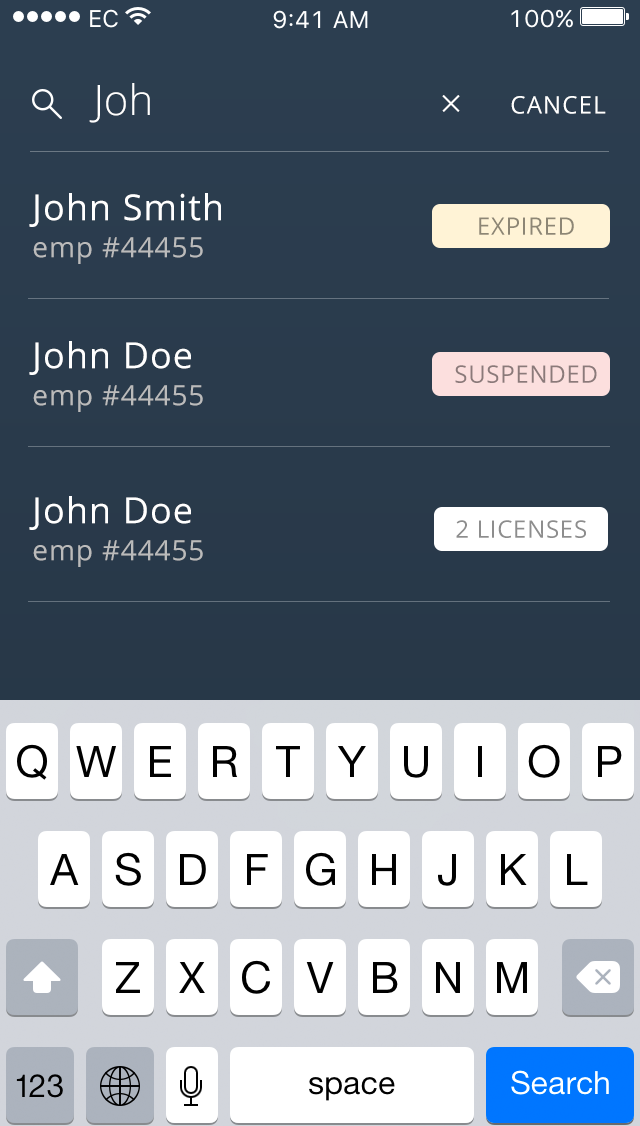 EC 9:41 AM 100%
Joh × CANCEL
John Smith
emp #44455
EXPIRED
John Doe
emp #44455
SUSPENDED
John Doe
emp #44455
2 LICENSES
Q W E R T Y U I O P
A S D F G H J K L
Z X C V B N M
123 space Search